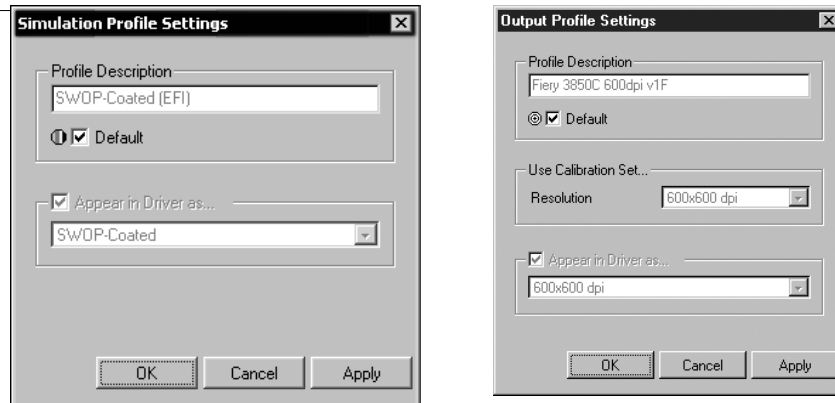 Simulation Profile Settings
Profile Description
SWOP-Coated (EFI)
Default
Appear in Driver as...
SWOP-Coated
OK Cancel Apply
Output Profile Settings
Profile Description
Fiery 3850C 600dpi v1F
Default
Use Calibration Set...
Resolution 600x600 dpi
Appear in Driver as...
600x600 dpi
OK Cancel Apply